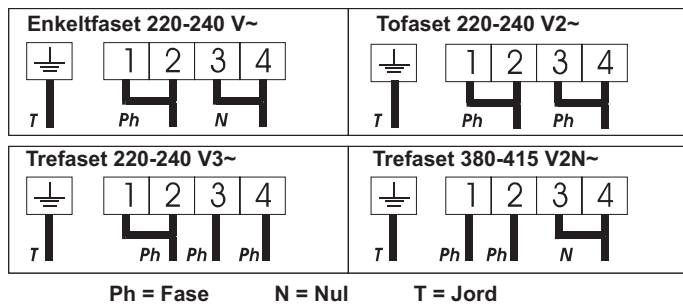 Enkeltfaset 220-240 V~
1 2 3 4
T Ph N
Tofaset 220-240 V2~
1 2 3 4
T Ph Ph
Trefaset 220-240 V3~
1 2 3 4
T Ph Ph Ph
Trefaset 380-415 V2N~
1 2 3 4
T Ph Ph N
Ph = Fase N = Nul T = Jord